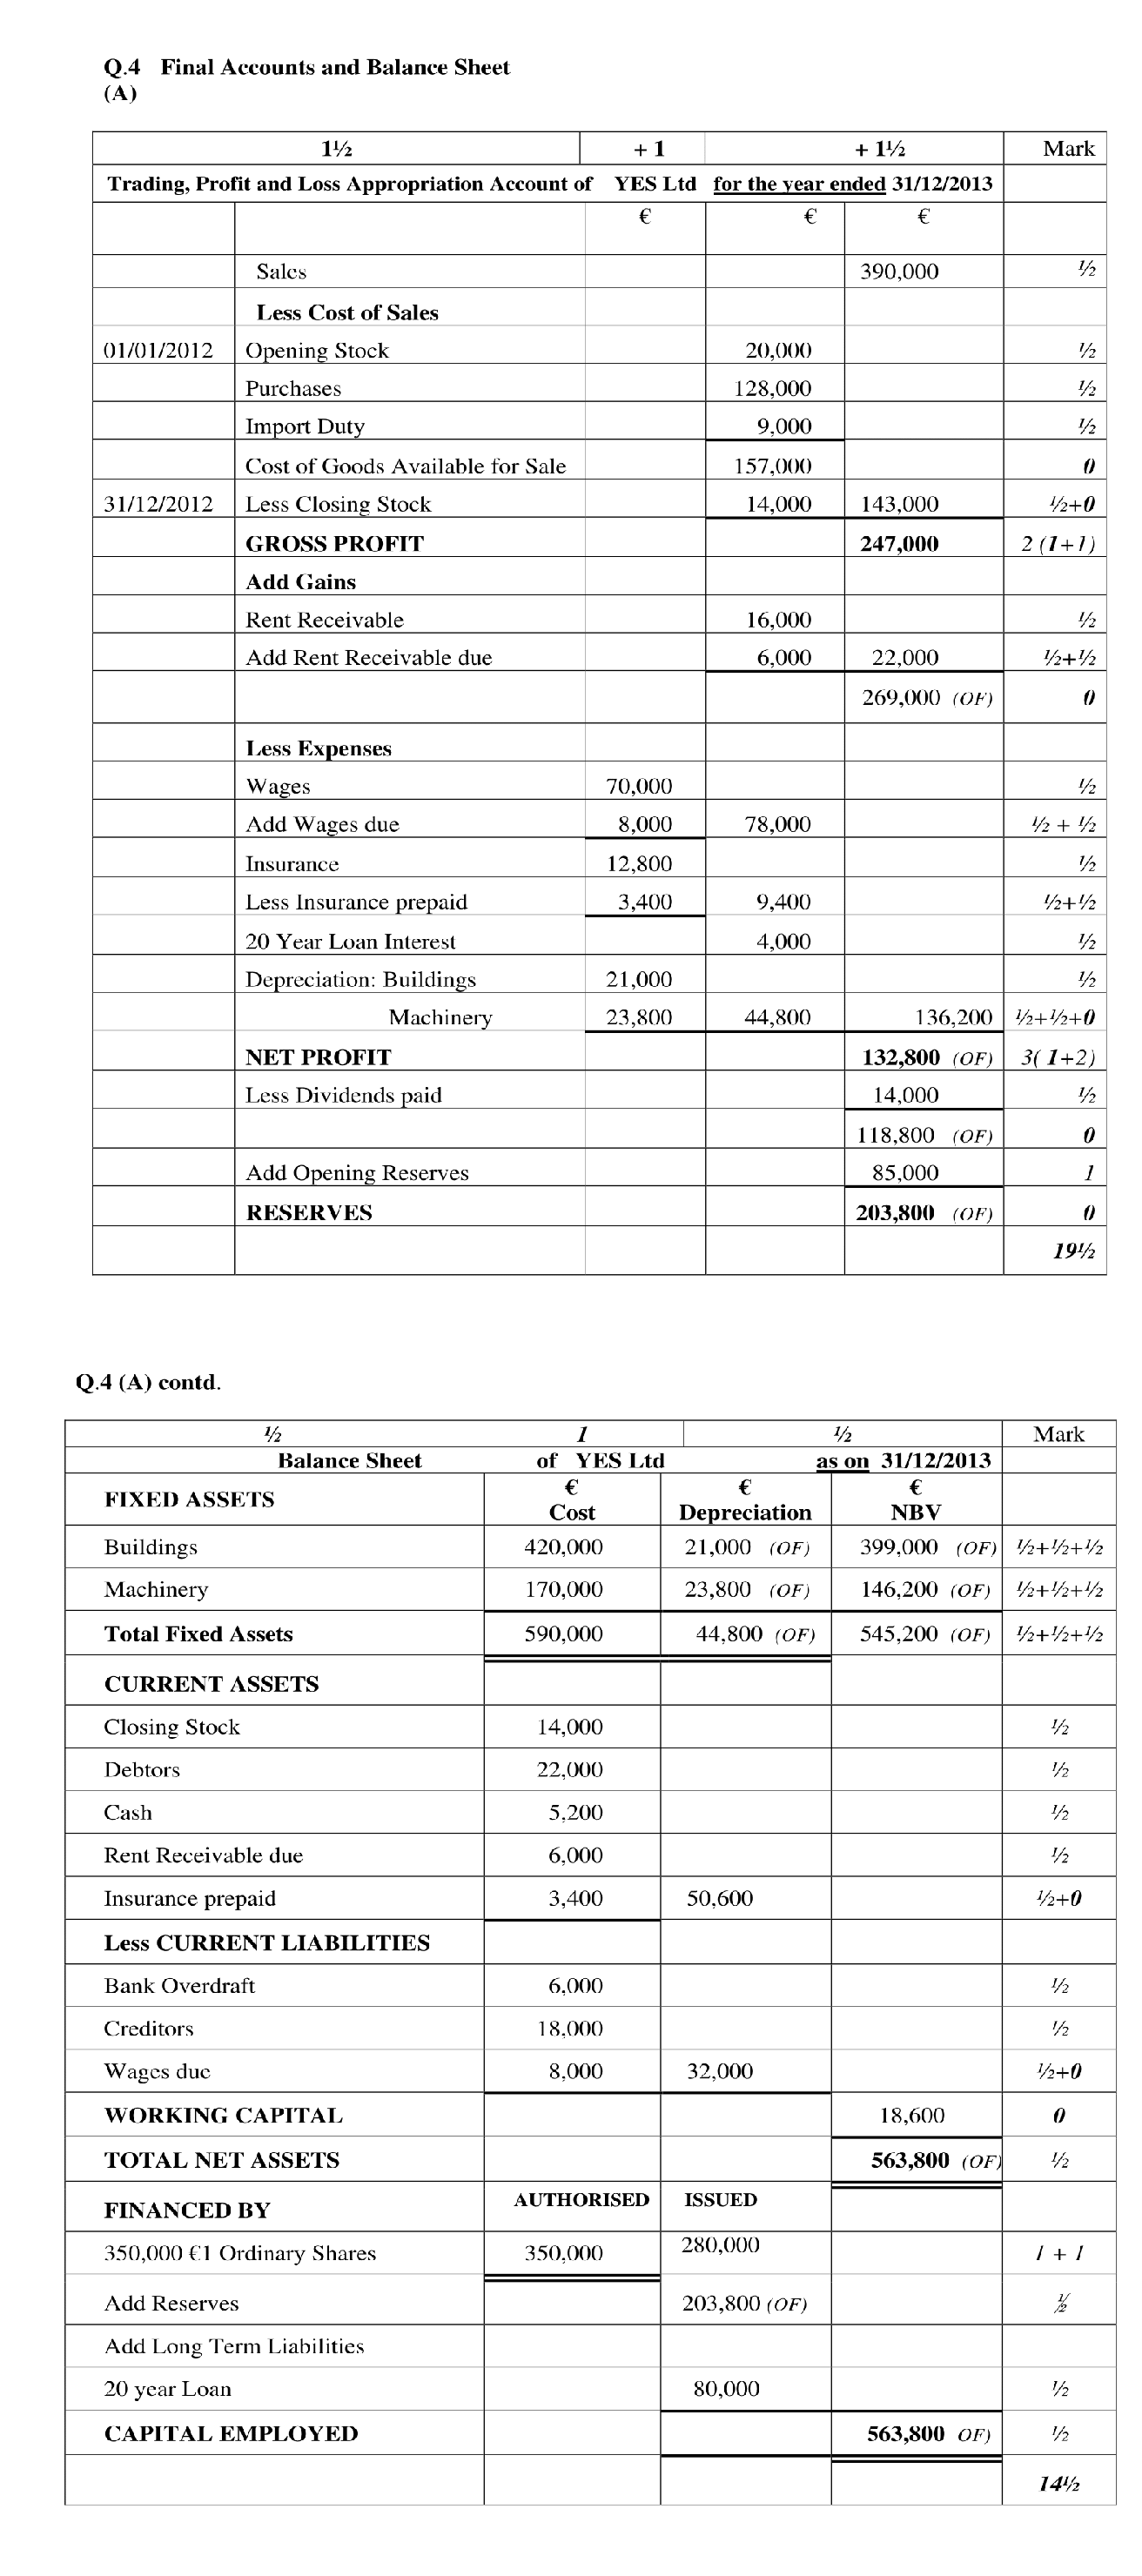 Q.4 Final Accounts and Balance Sheet
(A)
1½ + 1 + 1½ Mark
Trading, Profit and Loss Appropriation Account of YES Ltd for the year ended 31/12/2013
€ € €
Sales 390,000 ½
Less Cost of Sales
01/01/2012 Opening Stock 20,000 ½
Purchases 128,000 ½
Import Duty 9,000 ½
Cost of Goods Available for Sale 157,000 0
31/12/2012 Less Closing Stock 14,000 143,000 ½+0
GROSS PROFIT 247,000 2 (1+1)
Add Gains
Rent Receivable 16,000 ½
Add Rent Receivable due 6,000 22,000 ½+½
269,000 (OF) 0
Less Expenses
Wages 70,000 ½
Add Wages due 8,000 78,000 ½ + ½
Insurance 12,800 ½
Less Insurance prepaid 3,400 9,400 ½+½
20 Year Loan Interest 4,000 ½
Depreciation: Buildings 21,000 ½
Machinery 23,800 44,800 136,200 ½+½+0
NET PROFIT 132,800 (OF) 3( 1+2)
Less Dividends paid 14,000 ½
118,800 (OF) 0
Add Opening Reserves 85,000 1
RESERVES 203,800 (OF) 0
19½
Q.4 (A) contd.
½ 1 ½ Mark
Balance Sheet of YES Ltd as on 31/12/2013
FIXED ASSETS € € €
Cost Depreciation NBV
Buildings 420,000 21,000 (OF) 399,000 (OF) ½+½+½
Machinery 170,000 23,800 (OF) 146,200 (OF) ½+½+½
Total Fixed Assets 590,000 44,800 (OF) 545,200 (OF) ½+½+½
CURRENT ASSETS
Closing Stock 14,000 ½
Debtors 22,000 ½
Cash 5,200 ½
Rent Receivable due 6,000 ½
Insurance prepaid 3,400 50,600 ½+0
Less CURRENT LIABILITIES
Bank Overdraft 6,000 ½
Creditors 18,000 ½
Wages due 8,000 32,000 ½+0
WORKING CAPITAL 18,600 0
TOTAL NET ASSETS 563,800 (OF) ½
FINANCED BY AUTHORISED ISSUED
350,000 €1 Ordinary Shares 350,000 280,000 1 + 1
Add Reserves 203,800 (OF) ½
Add Long Term Liabilities
20 year Loan 80,000 ½
CAPITAL EMPLOYED 563,800 OF) ½
14½